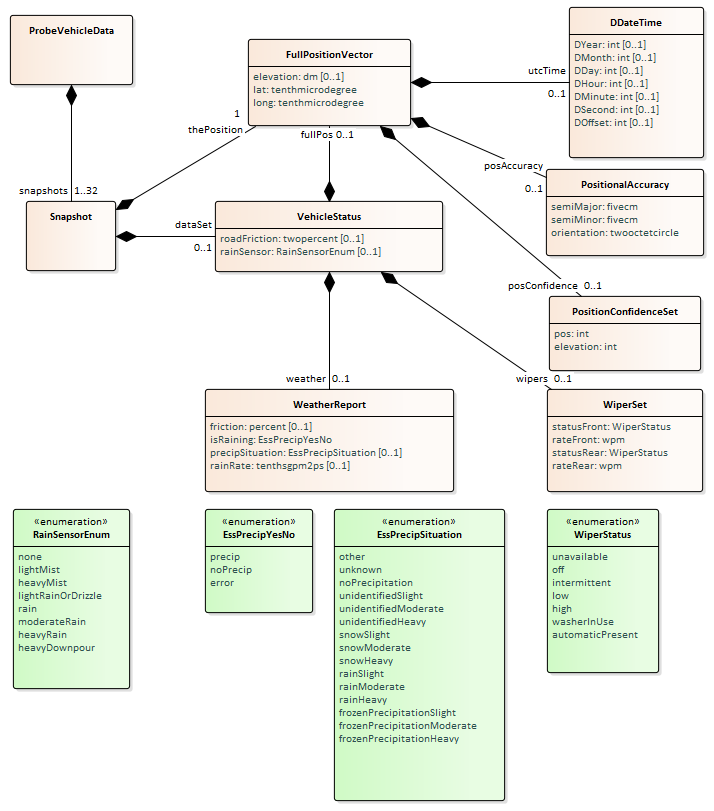 ProbeVehicleData
FullPositionVector
elevation: dm [0..1]
lat: tenthmicrodegree
long: tenthmicrodegree
DDateTime
DYear: int [0..1]
DMonth: int [0..1]
DDay: int [0..1]
DHour: int [0..1]
DMinute: int [0..1]
DSecond: int [0..1]
DOffset: int [0..1]
utcTime
0..1
1
thePosition
fullPos 0..1
posAccuracy
0..1
PositionalAccuracy
semiMajor: fivecm
semiMinor: fivecm
orientation: twooctetcircle
snapshots 1..32
Snapshot
dataSet
0..1
VehicleStatus
roadFriction: twopercent [0..1]
rainSensor: RainSensorEnum [0..1]
posConfidence 0..1
PositionConfidenceSet
pos: int
elevation: int
weather 0..1
wipers 0..1
WeatherReport
friction: percent [0..1]
isRaining: EssPrecipYesNo
precipSituation: EssPrecipSituation [0..1]
rainRate: tenthsgpm2ps [0..1]
WiperSet
statusFront: WiperStatus
rateFront: wpm
statusRear: WiperStatus
rateRear: wpm
«enumeration»
RainSensorEnum
none
lightMist
heavyMist
lightRainOrDrizzle
rain
moderateRain
heavyRain
heavyDownpour
«enumeration»
EssPrecipYesNo
precip
noPrecip
error
«enumeration»
EssPrecipSituation
other
unknown
noPrecipitation
unidentifiedSlight
unidentifiedModerate
unidentifiedHeavy
snowSlight
snowModerate
snowHeavy
rainSlight
rainModerate
rainHeavy
frozenPrecipitationSlight
frozenPrecipitationModerate
frozenPrecipitationHeavy
«enumeration»
WiperStatus
unavailable
off
intermittent
low
high
washerInUse
automaticPresent